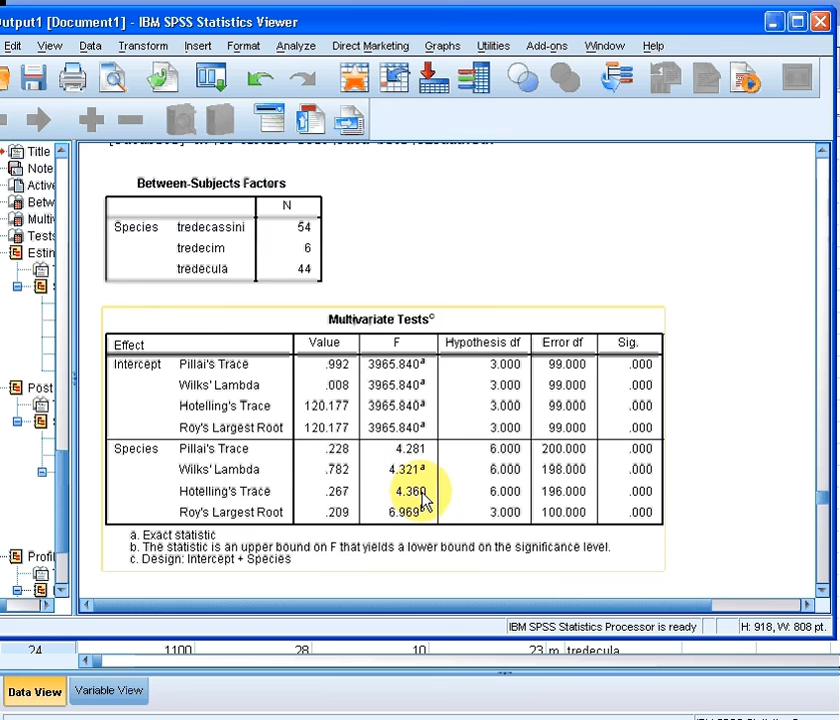 utput1 [Document1] - IBM SPSS Statistics Viewer
Edit View Data Transform Insert Format Analyze Direct Marketing Graphs Utilities Add-ons Window Help
Title
Note
Active
Betw
Multi
Tests
Estin
Post
Profil
Between-Subjects Factors
N
Species tredecassini 54
tredecim 6
tredecula 44
Multivariate Testsᶜ
Effect Value F Hypothesis df Error df Sig.
Intercept Pillai's Trace .992 3965.840ᵃ 3.000 99.000 .000
Wilks' Lambda .008 3965.840ᵃ 3.000 99.000 .000
Hotelling's Trace 120.177 3965.840ᵃ 3.000 99.000 .000
Roy's Largest Root 120.177 3965.840ᵃ 3.000 99.000 .000
Species Pillai's Trace .228 4.281 6.000 200.000 .000
Wilks' Lambda .782 4.321ᵃ 6.000 198.000 .000
Hotelling's Trace .267 4.360 6.000 196.000 .000
Roy's Largest Root .209 6.969ᵇ 3.000 100.000 .000
a. Exact statistic
b. The statistic is an upper bound on F that yields a lower bound on the significance level.
c. Design: Intercept + Species
IBM SPSS Statistics Processor is ready H: 918, W: 808 pt.
24 1100 28 10 23 m tredecula
Data View Variable View